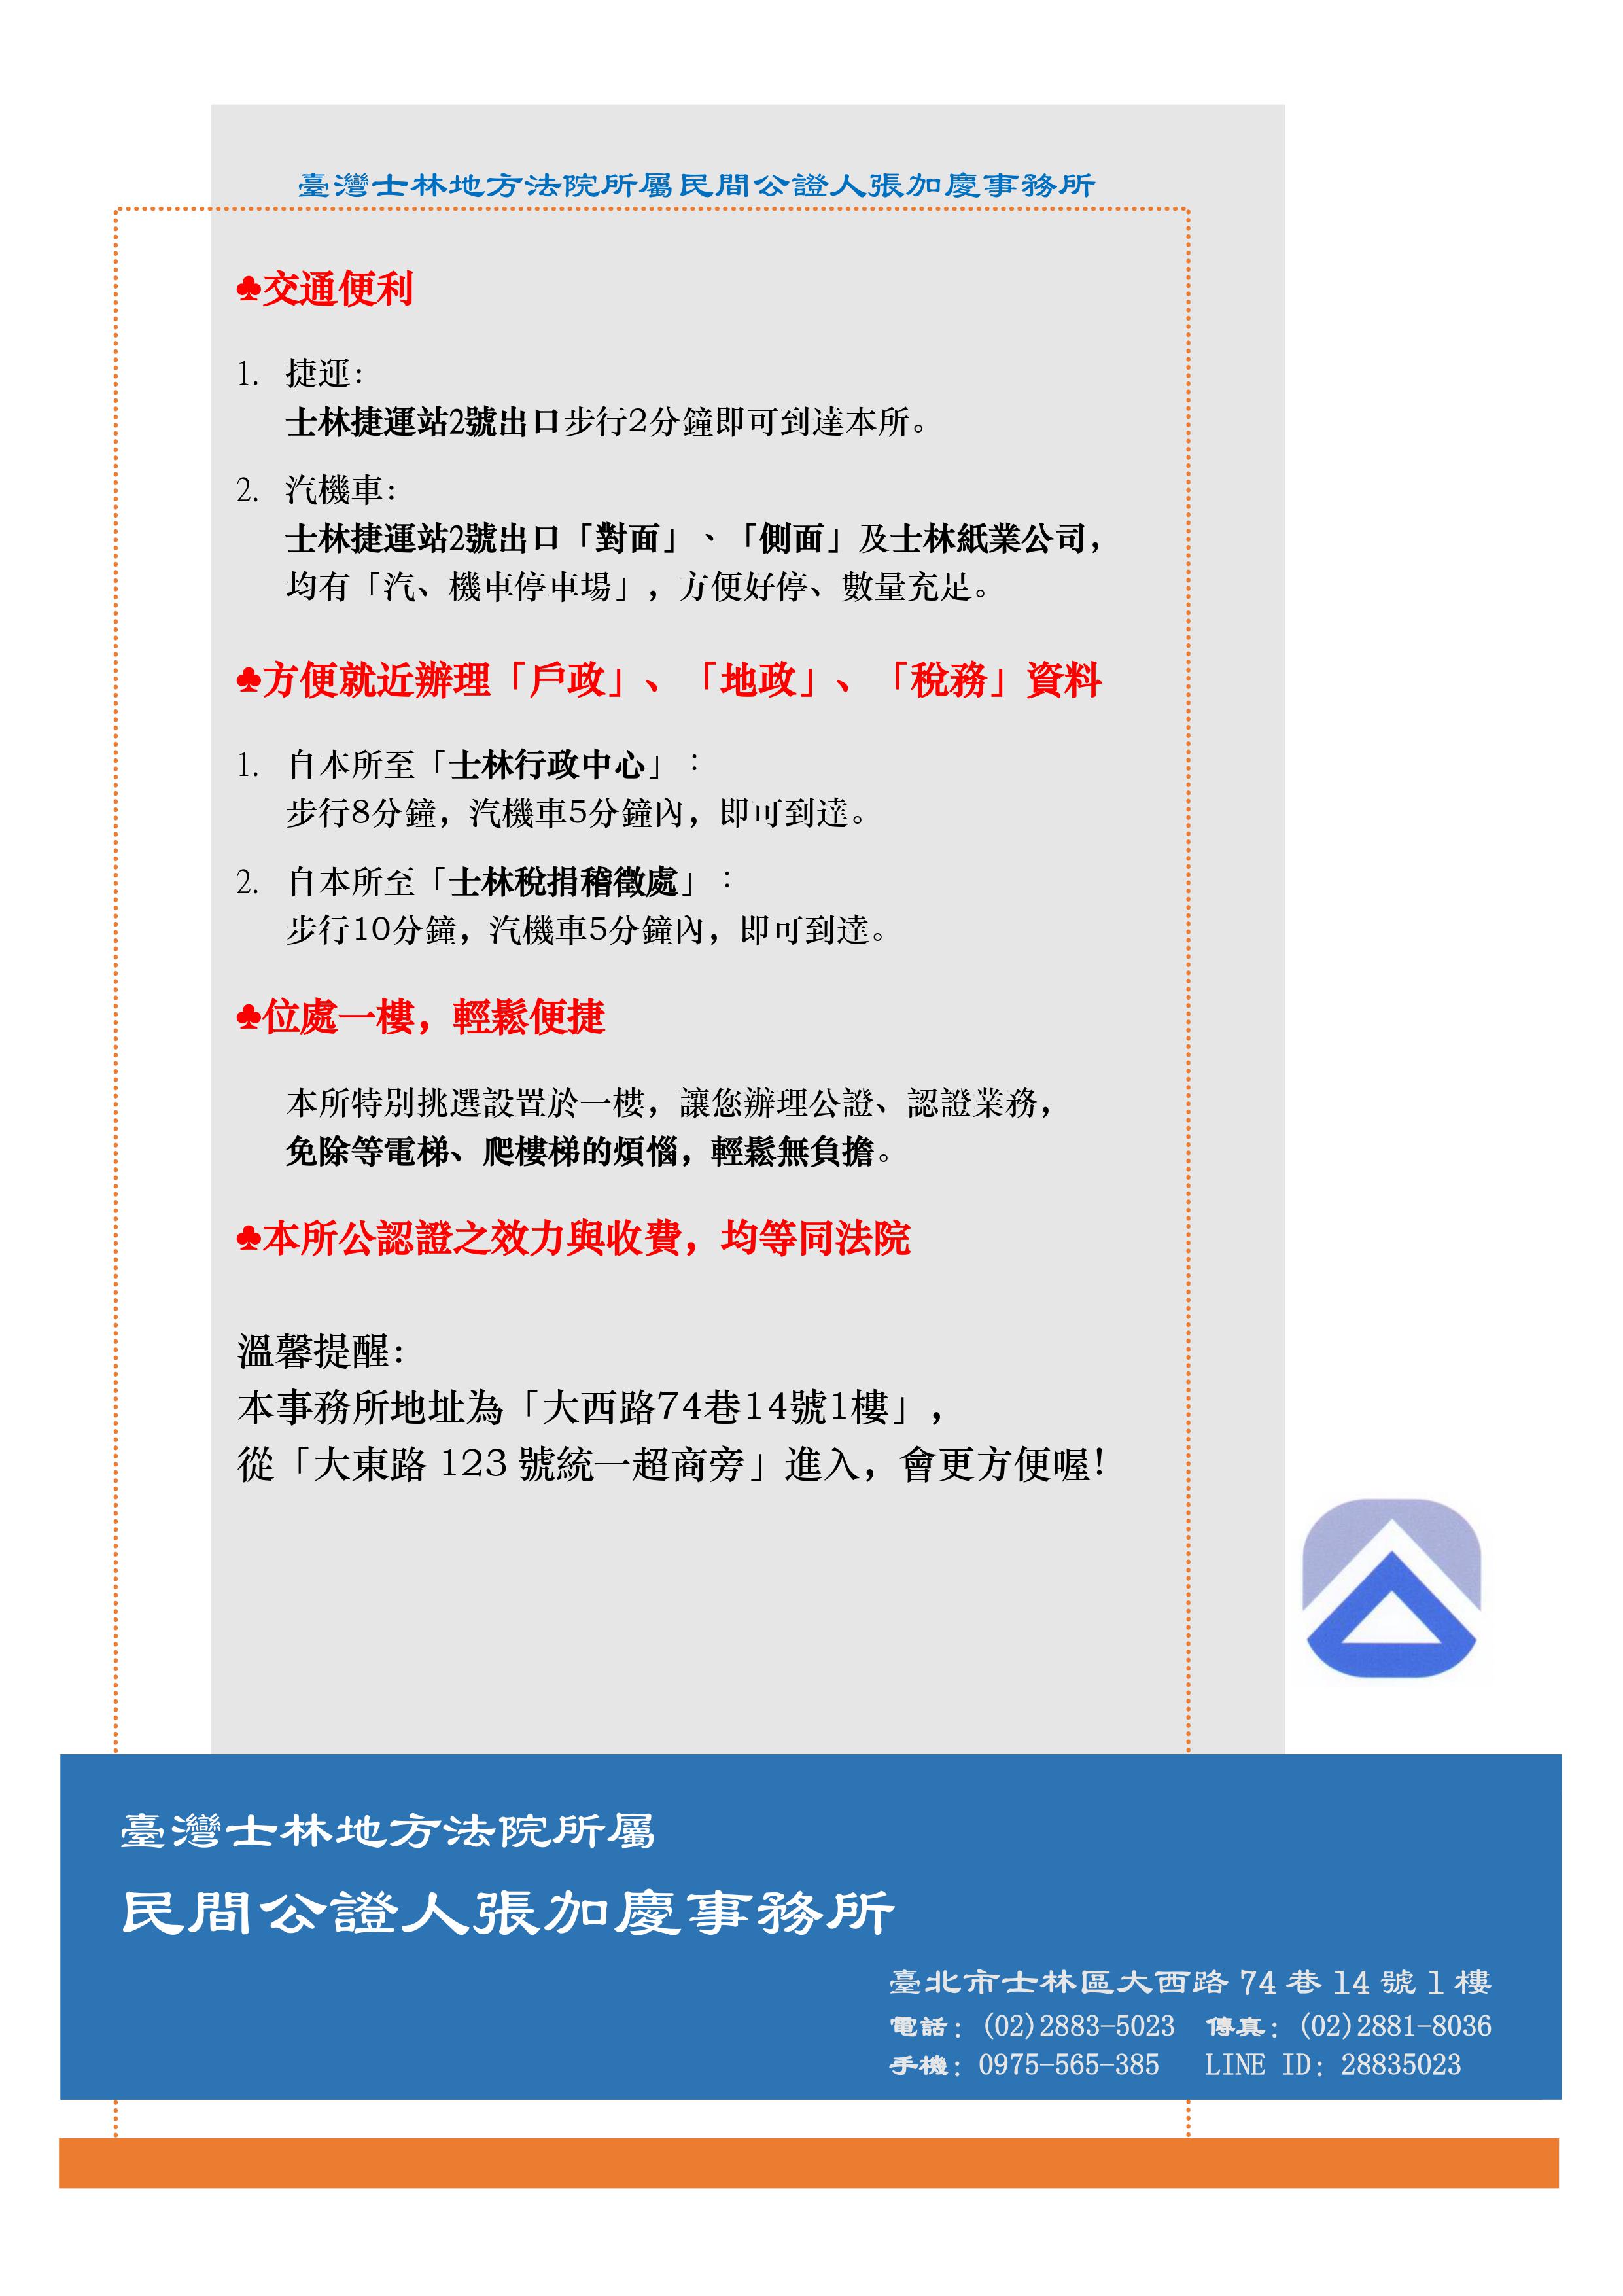 臺灣士林地方法院所屬民間公證人張加慶事務所
♣交通便利
1. 捷運：
士林捷運站2號出口步行2分鐘即可到達本所。
2. 汽機車：
士林捷運站2號出口「對面」、「側面」及士林紙業公司，
均有「汽、機車停車場」，方便好停、數量充足。
♣方便就近辦理「戶政」、「地政」、「稅務」資料
1. 自本所至「士林行政中心」：
步行8分鐘，汽機車5分鐘內，即可到達。
2. 自本所至「士林稅捐稽徵處」：
步行10分鐘，汽機車5分鐘內，即可到達。
♣位處一樓，輕鬆便捷
本所特別挑選設置於一樓，讓您辦理公證、認證業務，
免除等電梯、爬樓梯的煩惱，輕鬆無負擔。
♣本所公認證之效力與收費，均等同法院
溫馨提醒：
本事務所地址為「大西路74巷14號1樓」，
從「大東路 123 號統一超商旁」進入，會更方便喔！
臺灣士林地方法院所屬
民間公證人張加慶事務所
臺北市士林區大西路 74 巷 14 號 1 樓
電話：(02)2883-5023 傳真：(02)2881-8036
手機：0975-565-385 LINE ID：28835023